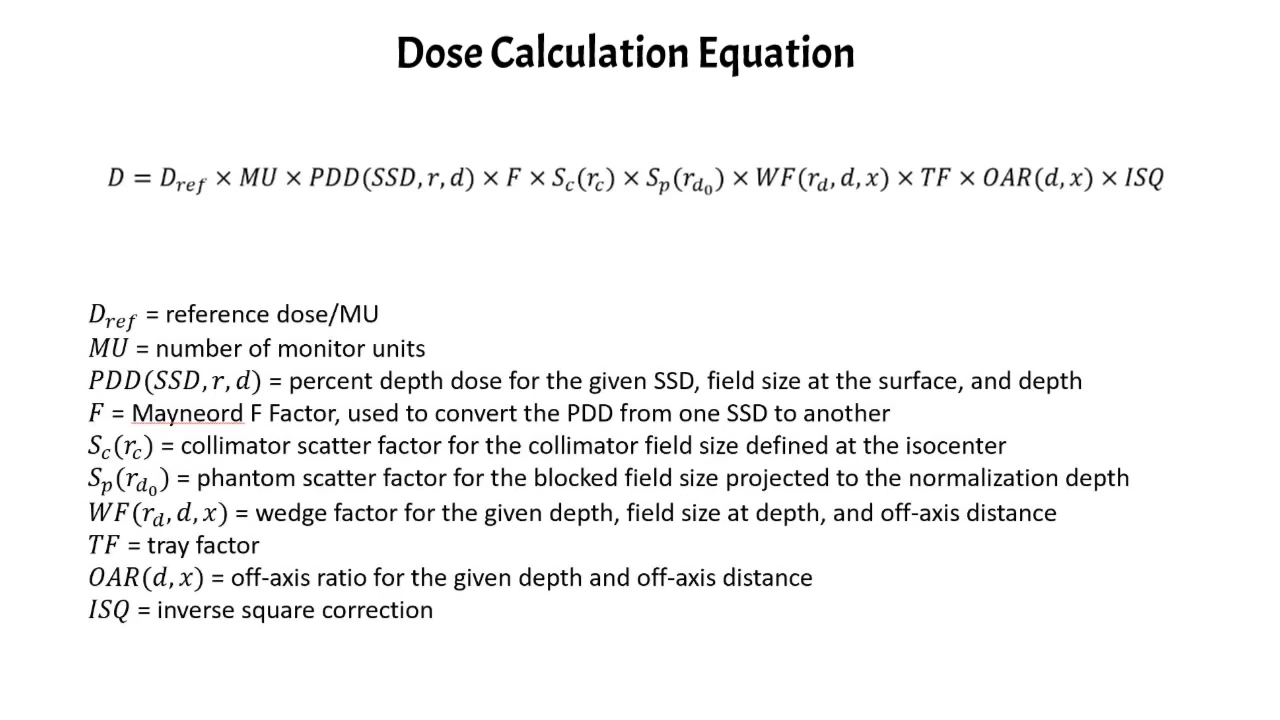 Dose Calculation Equation
D = D_ref × MU × PDD(SSD, r, d) × F × S_c(r_c) × S_p(r_{d_0}) × WF(r_d, d, x) × TF × OAR(d, x) × ISQ
D_ref = reference dose/MU
MU = number of monitor units
PDD(SSD, r, d) = percent depth dose for the given SSD, field size at the surface, and depth
F = Mayneord F Factor, used to convert the PDD from one SSD to another
S_c(r_c) = collimator scatter factor for the collimator field size defined at the isocenter
S_p(r_{d_0}) = phantom scatter factor for the blocked field size projected to the normalization depth
WF(r_d, d, x) = wedge factor for the given depth, field size at depth, and off-axis distance
TF = tray factor
OAR(d, x) = off-axis ratio for the given depth and off-axis distance
ISQ = inverse square correction